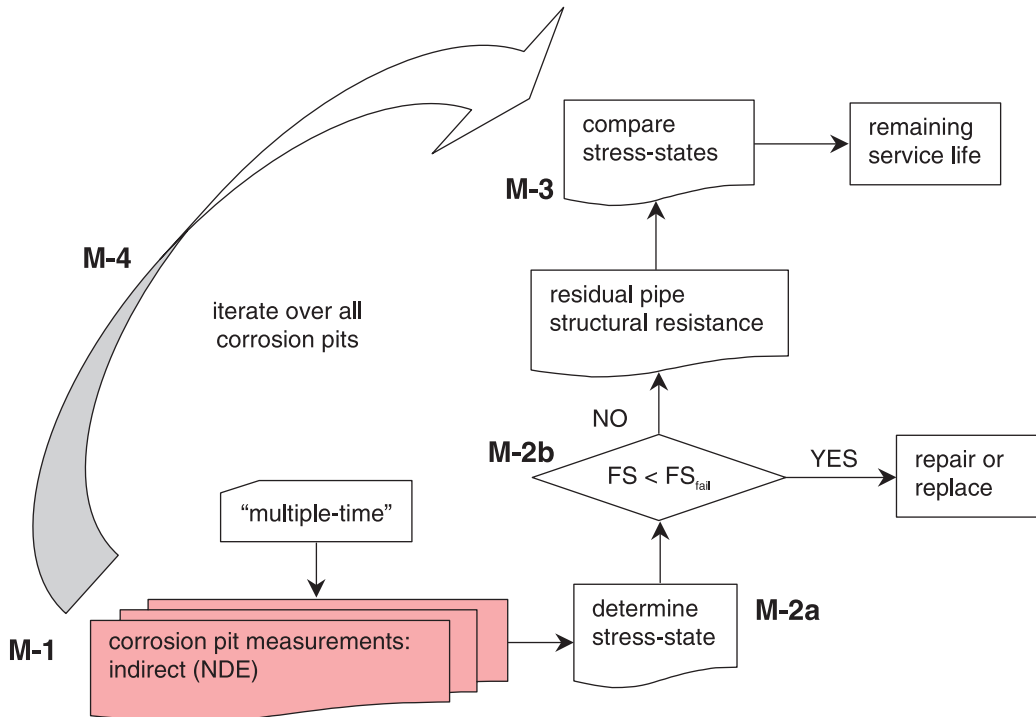 compare
stress-states
remaining
service life
M-3
M-4
iterate over all
corrosion pits
residual pipe
structural resistance
NO
M-2b
FS < FSfail
YES
repair or
replace
“multiple-time”
M-1
corrosion pit measurements:
indirect (NDE)
determine
stress-state
M-2a